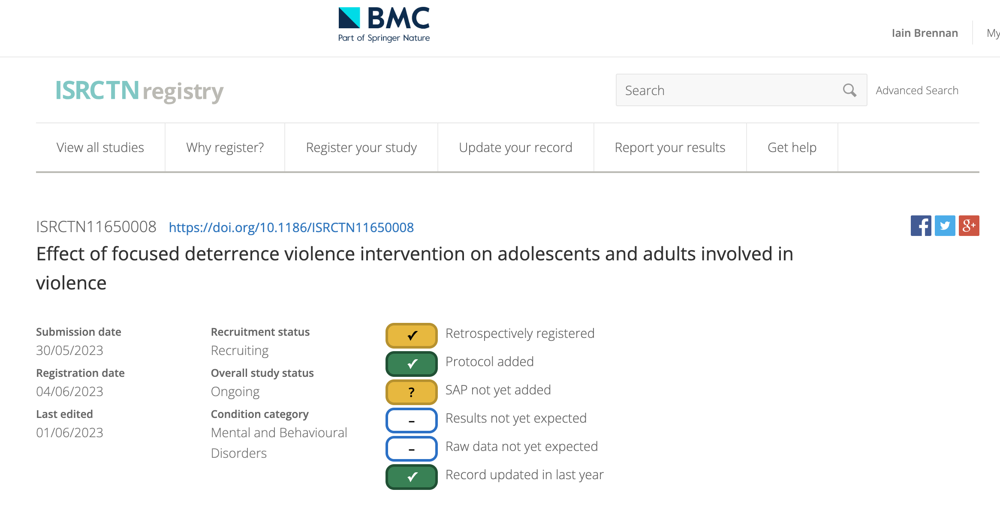 BMC
Part of Springer Nature
Iain Brennan
My
ISRCTN registry
Search
Advanced Search
View all studies
Why register?
Register your study
Update your record
Report your results
Get help
ISRCTN11650008 https://doi.org/10.1186/ISRCTN11650008
Effect of focused deterrence violence intervention on adolescents and adults involved in
violence
Submission date
30/05/2023
Registration date
04/06/2023
Last edited
01/06/2023
Recruitment status
Recruiting
Overall study status
Ongoing
Condition category
Mental and Behavioural
Disorders
✓ Retrospectively registered
✓ Protocol added
? SAP not yet added
– Results not yet expected
– Raw data not yet expected
✓ Record updated in last year